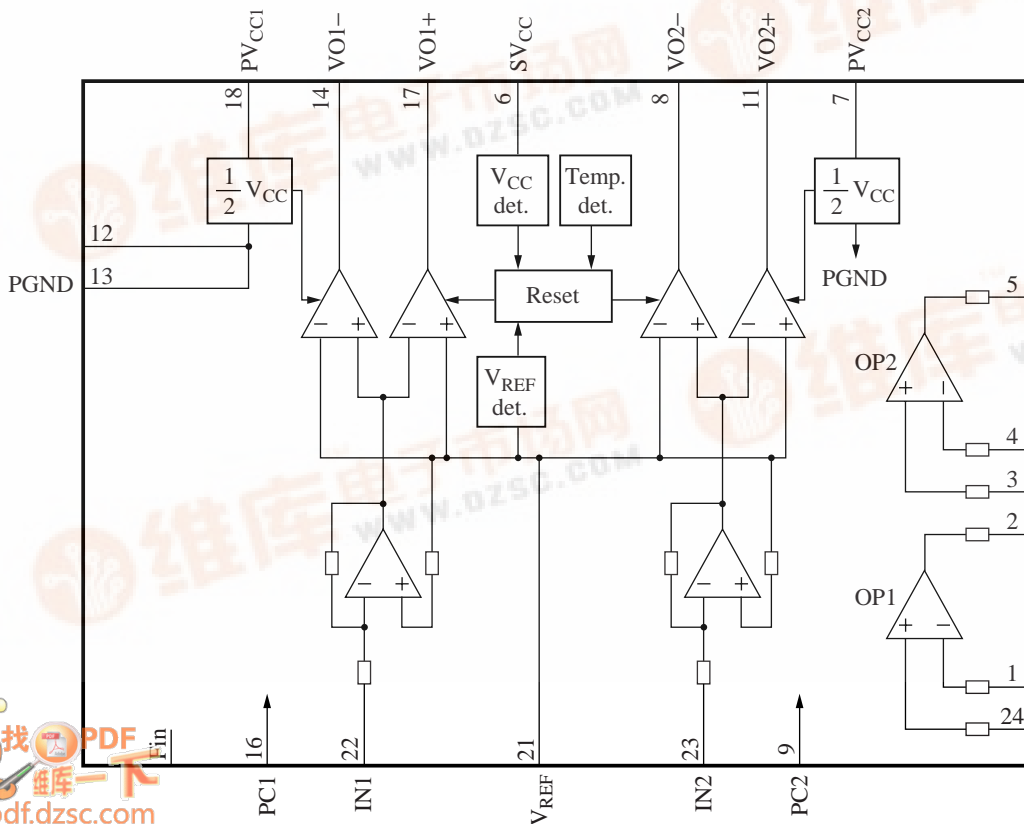 PVCC1
VO1−
VO1+
SVCC
VO2−
VO2+
PVCC2
18
14
17
6
8
11
7
1/2 VCC
VCC det.
Temp. det.
1/2 VCC
12
13
PGND
PGND
Reset
− +
− +
− +
− +
VREF det.
OP2
+ −
5
4
3
− +
− +
OP1
+ −
2
1
24
Fin
16
22
21
23
9
PC1
IN1
VREF
IN2
PC2
维库电子市场网
www.dzsc.com
维库电子市场网
www.dzsc.com
找PDF
维库一下
pdf.dzsc.com